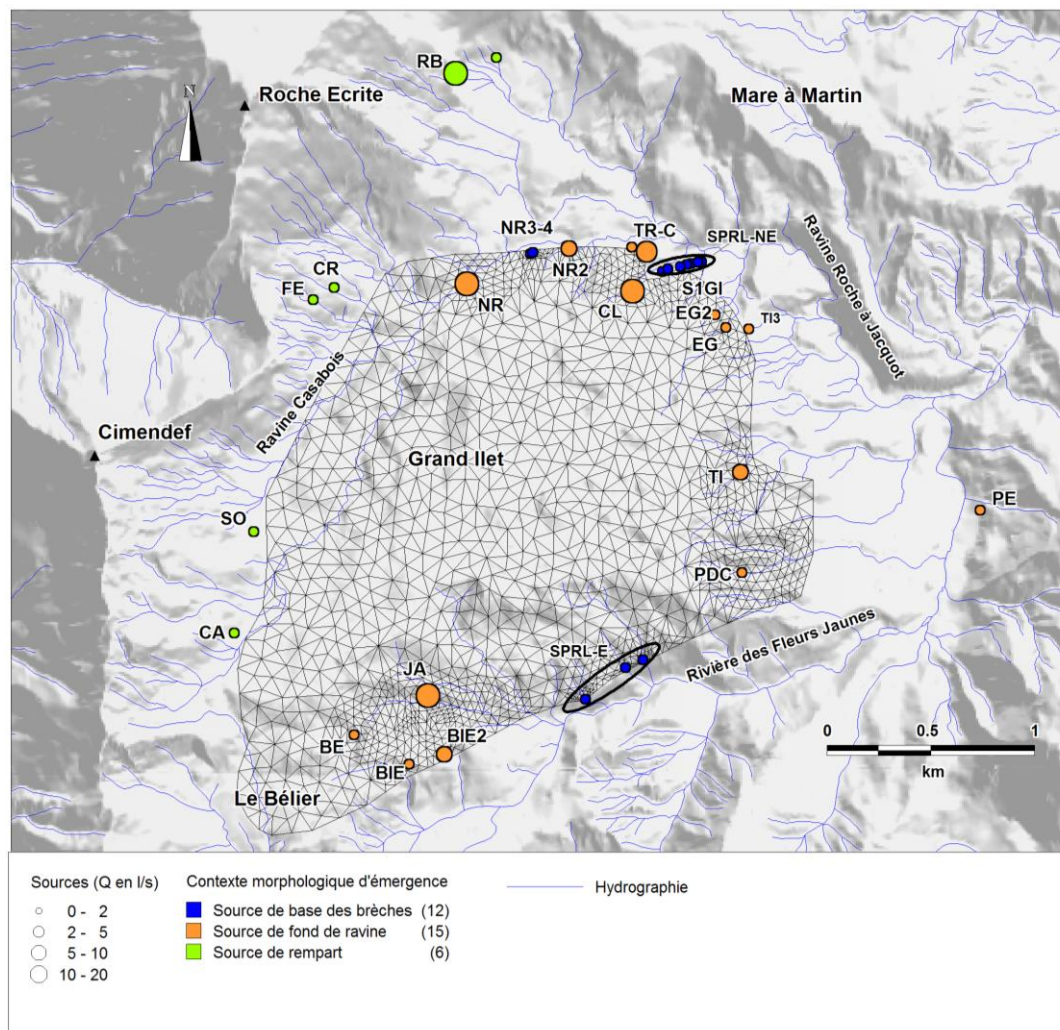 RB
Roche Ecrite
Mare à Martin
N
NR3-4
TR-C
SPRL-NE
Ravine Roche à Jacquot
CR
FE
NR2
NR
CL
S1GI
EG2
TI3
EG
Ravine Casabois
Cimendef
Grand Ilet
TI
SO
PE
PDC
CA
SPRL-E
Rivière des Fleurs Jaunes
JA
BE
BIE2
BIE
0 0.5 1
km
Le Bélier
Sources (Q en l/s)
0 - 2
2 - 5
5 - 10
10 - 20
Contexte morphologique d'émergence
Source de base des brèches (12)
Source de fond de ravine (15)
Source de rempart (6)
Hydrographie